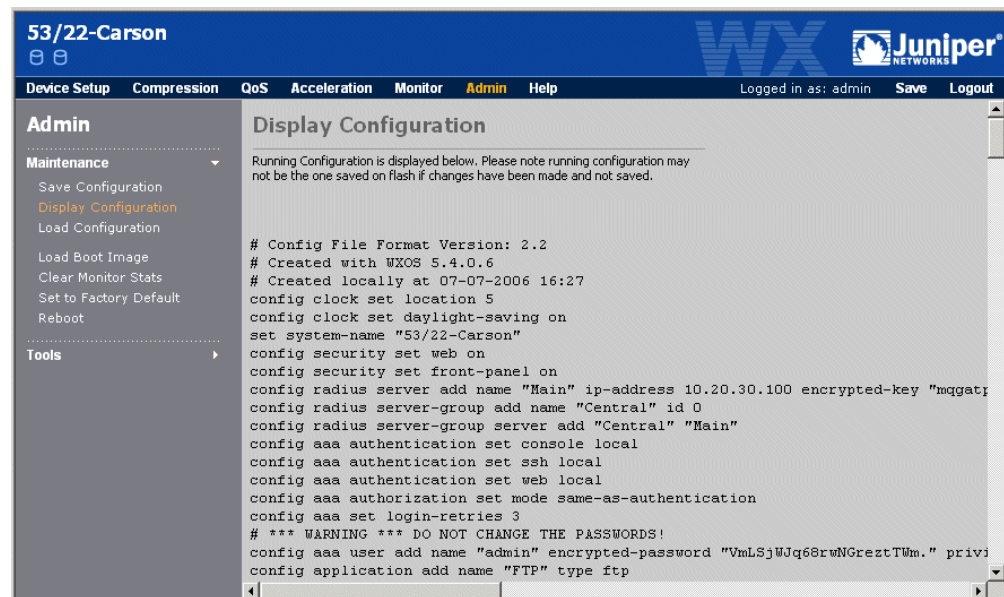 53/22-Carson
WX
Juniper®
NETWORKS
Device Setup Compression QoS Acceleration Monitor Admin Help Logged in as: admin Save Logout
Admin
Maintenance
Save Configuration
Display Configuration
Load Configuration
Load Boot Image
Clear Monitor Stats
Set to Factory Default
Reboot
Tools
Display Configuration
Running Configuration is displayed below. Please note running configuration may
not be the one saved on flash if changes have been made and not saved.
# Config File Format Version: 2.2
# Created with WXOS 5.4.0.6
# Created locally at 07-07-2006 16:27
config clock set location 5
config clock set daylight-saving on
set system-name "53/22-Carson"
config security set web on
config security set front-panel on
config radius server add name "Main" ip-address 10.20.30.100 encrypted-key "mqgatp
config radius server-group add name "Central" id 0
config radius server-group server add "Central" "Main"
config aaa authentication set console local
config aaa authentication set ssh local
config aaa authentication set web local
config aaa authorization set mode same-as-authentication
config aaa set login-retries 3
# *** WARNING *** DO NOT CHANGE THE PASSWORDS!
config aaa user add name "admin" encrypted-password "VmLSjWJq68rwNGreztTWm." privi
config application add name "FTP" type ftp